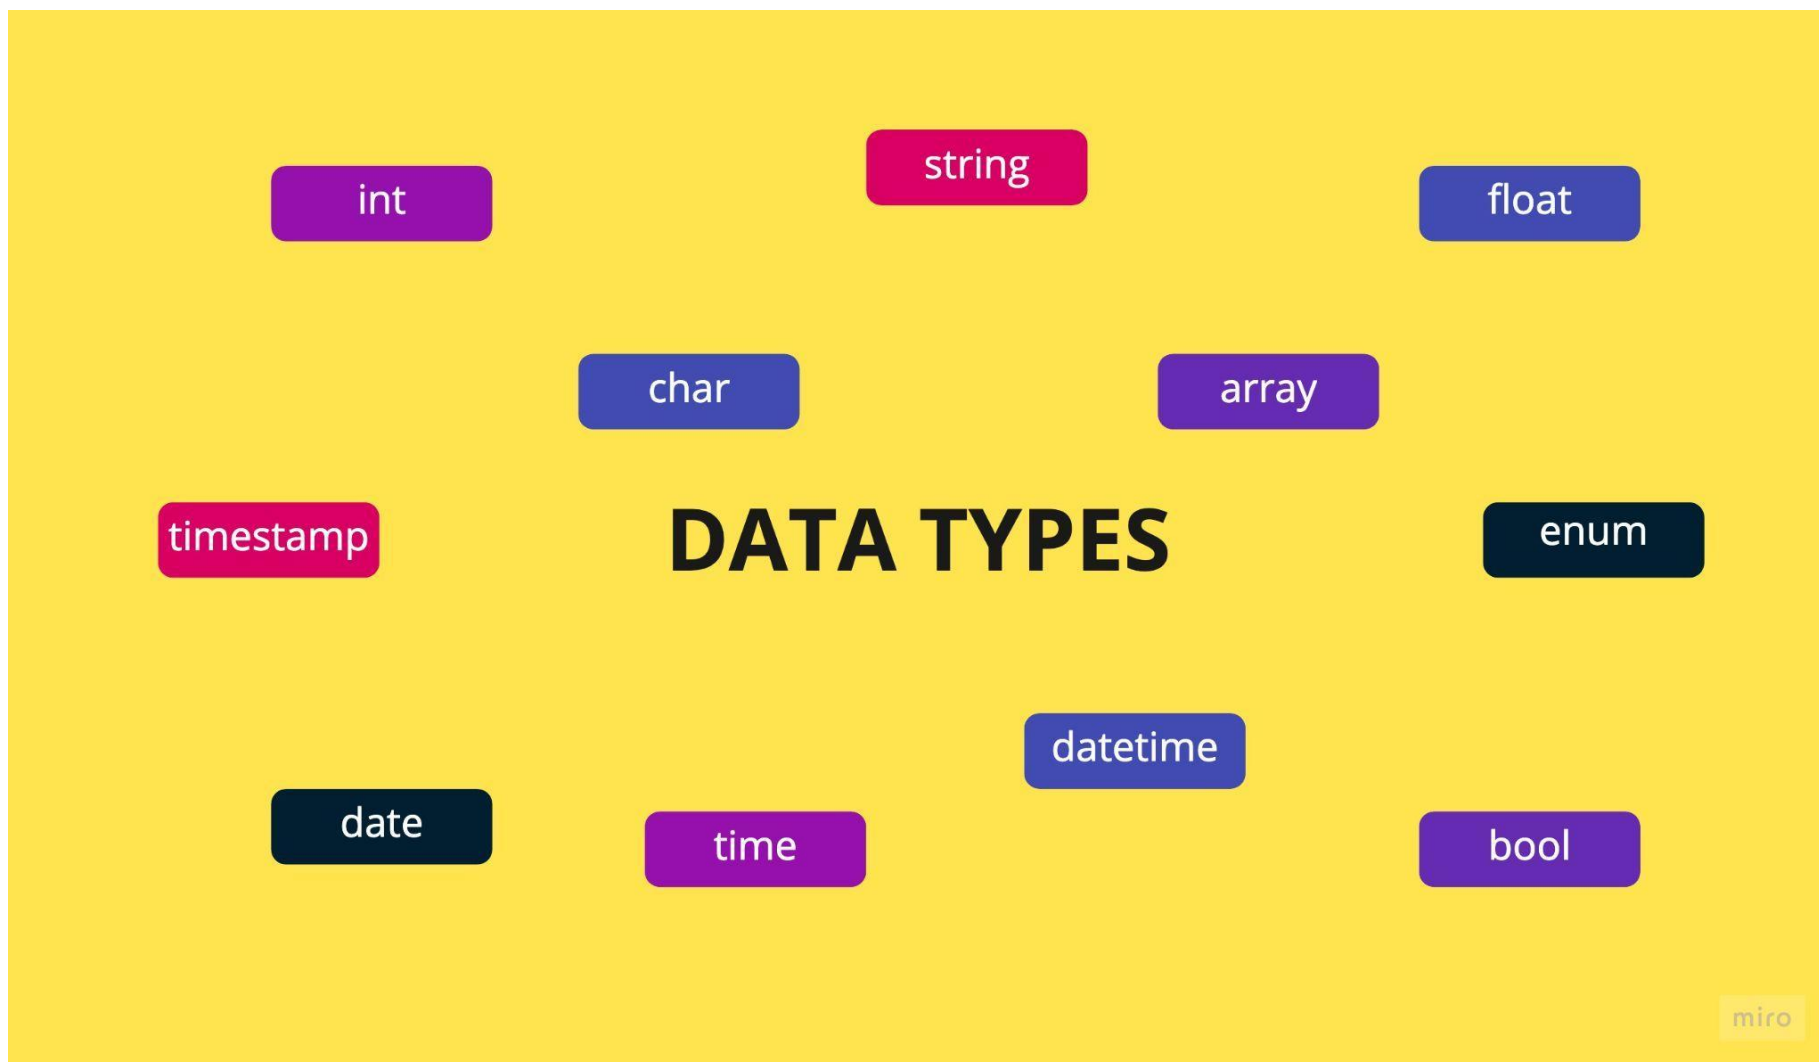 string
int
float
char
array
DATA TYPES
timestamp
enum
datetime
date
time
bool
miro